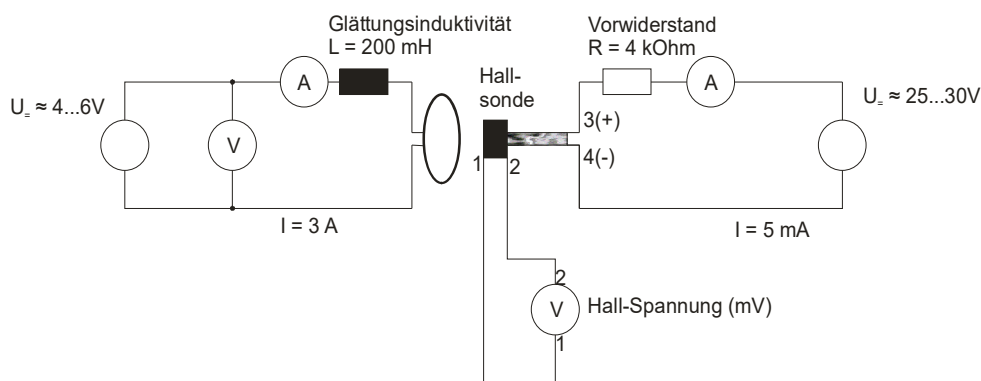 Glättungsinduktivität
L = 200 mH
Vorwiderstand
R = 4 kOhm
A
Hall-
sonde
A
U= ≈ 4...6V
U= ≈ 25...30V
3(+)
V
4(-)
1
2
I = 3 A
I = 5 mA
2
V
Hall-Spannung (mV)
1